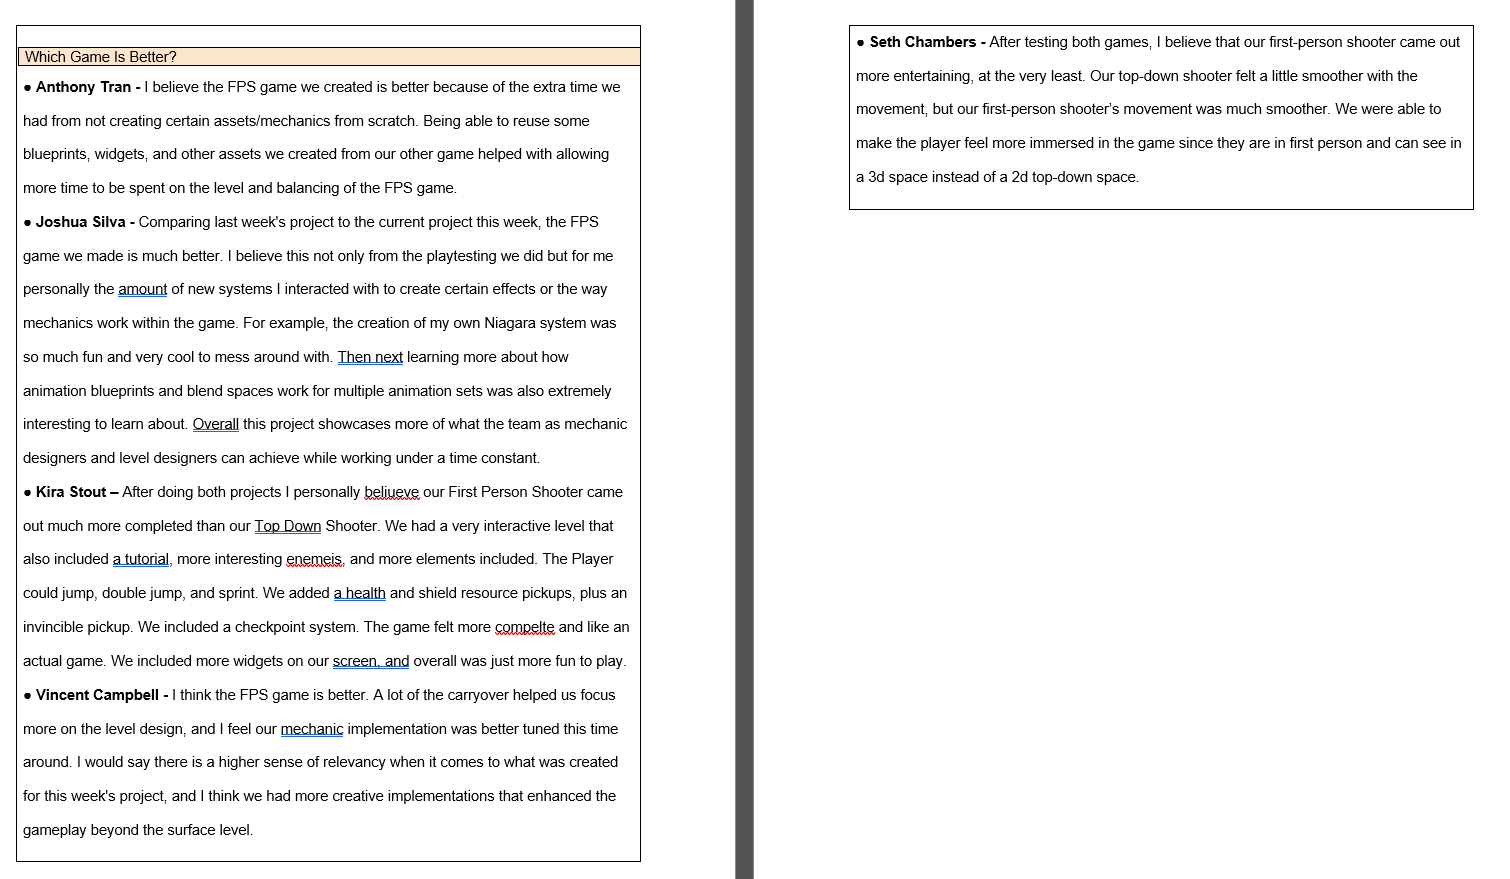 Which Game Is Better?
● Anthony Tran - I believe the FPS game we created is better because of the extra time we
had from not creating certain assets/mechanics from scratch. Being able to reuse some
blueprints, widgets, and other assets we created from our other game helped with allowing
more time to be spent on the level and balancing of the FPS game.
● Joshua Silva - Comparing last week's project to the current project this week, the FPS
game we made is much better. I believe this not only from the playtesting we did but for me
personally the amount of new systems I interacted with to create certain effects or the way
mechanics work within the game. For example, the creation of my own Niagara system was
so much fun and very cool to mess around with. Then next learning more about how
animation blueprints and blend spaces work for multiple animation sets was also extremely
interesting to learn about. Overall this project showcases more of what the team as mechanic
designers and level designers can achieve while working under a time constant.
● Kira Stout – After doing both projects I personally beliueve our First Person Shooter came
out much more completed than our Top Down Shooter. We had a very interactive level that
also included a tutorial, more interesting enemeis, and more elements included. The Player
could jump, double jump, and sprint. We added a health and shield resource pickups, plus an
invincible pickup. We included a checkpoint system. The game felt more compelte and like an
actual game. We included more widgets on our screen, and overall was just more fun to play.
● Vincent Campbell - I think the FPS game is better. A lot of the carryover helped us focus
more on the level design, and I feel our mechanic implementation was better tuned this time
around. I would say there is a higher sense of relevancy when it comes to what was created
for this week's project, and I think we had more creative implementations that enhanced the
gameplay beyond the surface level.
● Seth Chambers - After testing both games, I believe that our first-person shooter came out
more entertaining, at the very least. Our top-down shooter felt a little smoother with the
movement, but our first-person shooter's movement was much smoother. We were able to
make the player feel more immersed in the game since they are in first person and can see in
a 3d space instead of a 2d top-down space.